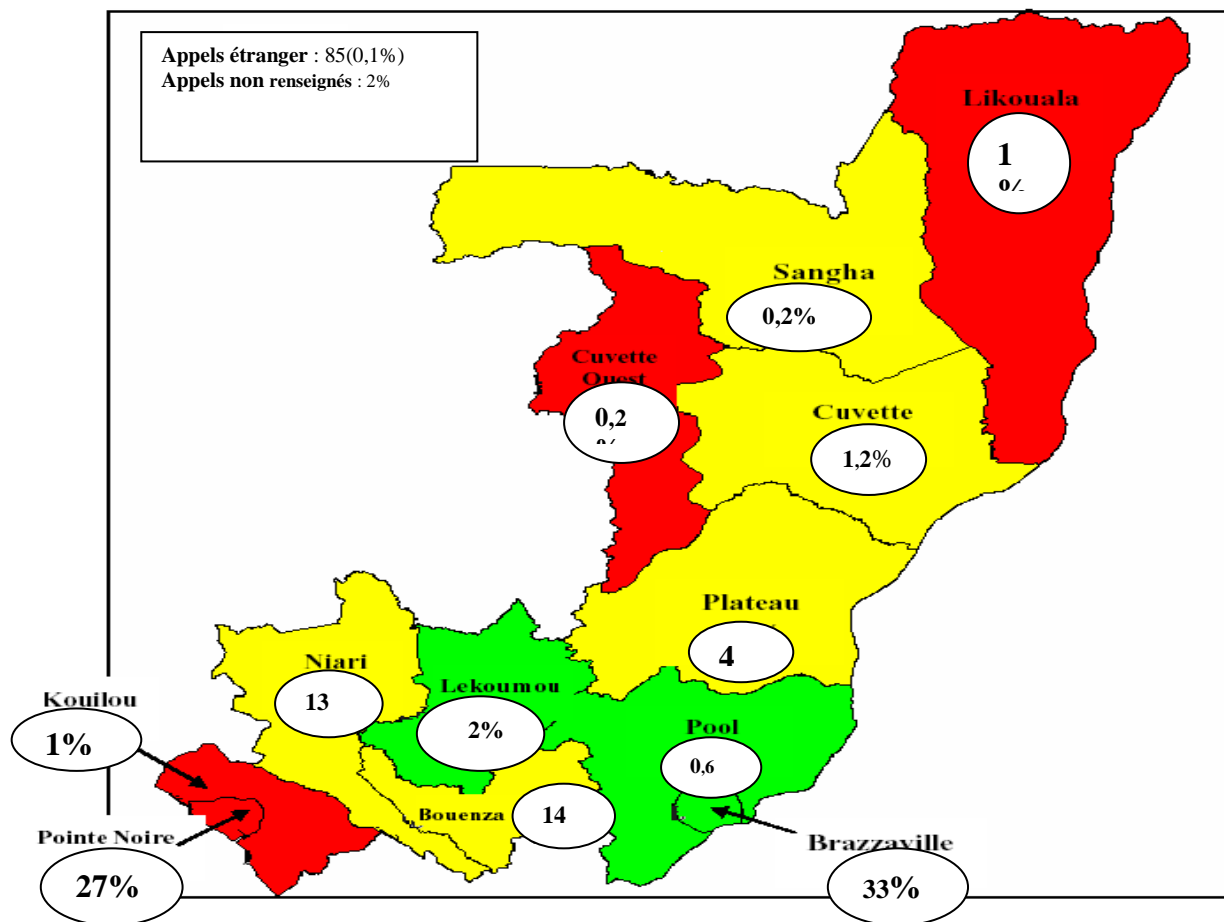 Appels étranger : 85(0,1%)
Appels non renseignés : 2%
Likouala
1
%
Sangha
0,2%
Cuvette
Ouest
0,2
%
Cuvette
1,2%
Plateau
4
Niari
13
Lekoumou
2%
Kouilou
1%
Pool
0,6
Bouenza
14
Pointe Noire
27%
Brazzaville
33%